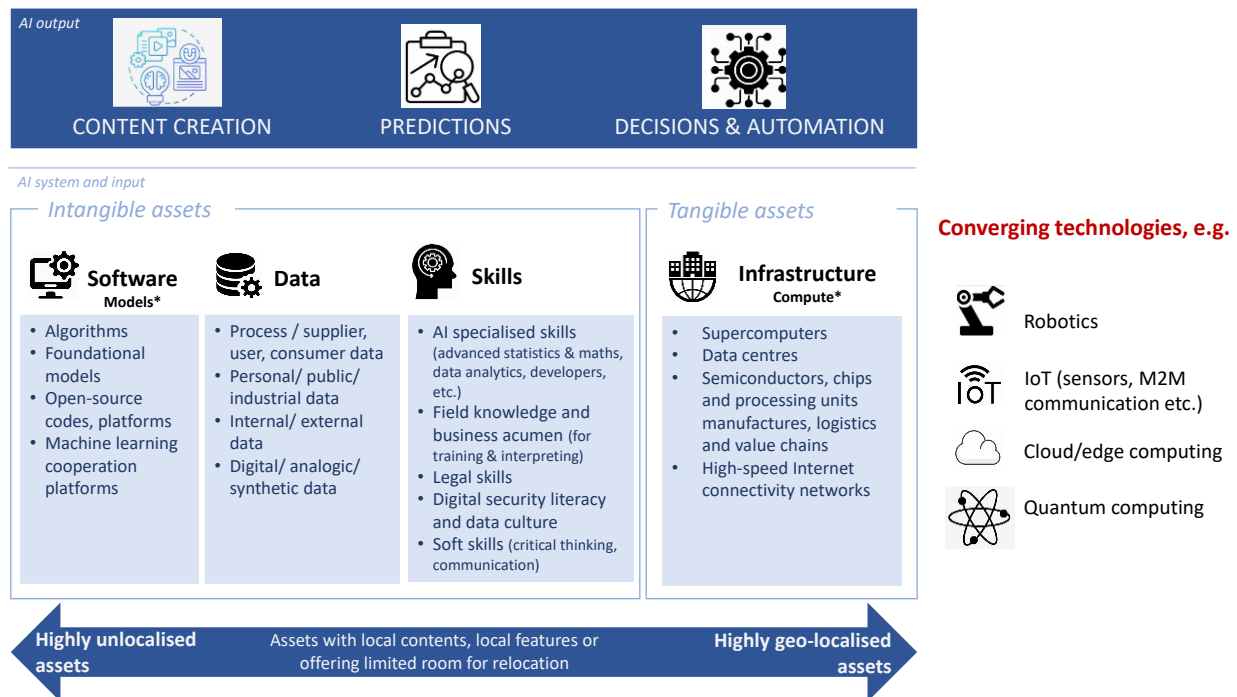 AI output
CONTENT CREATION
PREDICTIONS
DECISIONS & AUTOMATION
AI system and input
Intangible assets
Software
Models*
• Algorithms
• Foundational
models
• Open-source
codes, platforms
• Machine learning
cooperation
platforms
Data
• Process / supplier,
user, consumer data
• Personal/ public/
industrial data
• Internal/ external
data
• Digital/ analogic/
synthetic data
Skills
• AI specialised skills
(advanced statistics & maths,
data analytics, developers,
etc.)
• Field knowledge and
business acumen (for
training & interpreting)
• Legal skills
• Digital security literacy
and data culture
• Soft skills (critical thinking,
communication)
Tangible assets
Infrastructure
Compute*
• Supercomputers
• Data centres
• Semiconductors, chips
and processing units
manufactures, logistics
and value chains
• High-speed Internet
connectivity networks
Converging technologies, e.g.
Robotics
IoT
IoT (sensors, M2M
communication etc.)
Cloud/edge computing
Quantum computing
Highly unlocalised
assets
Assets with local contents, local features or
offering limited room for relocation
Highly geo-localised
assets